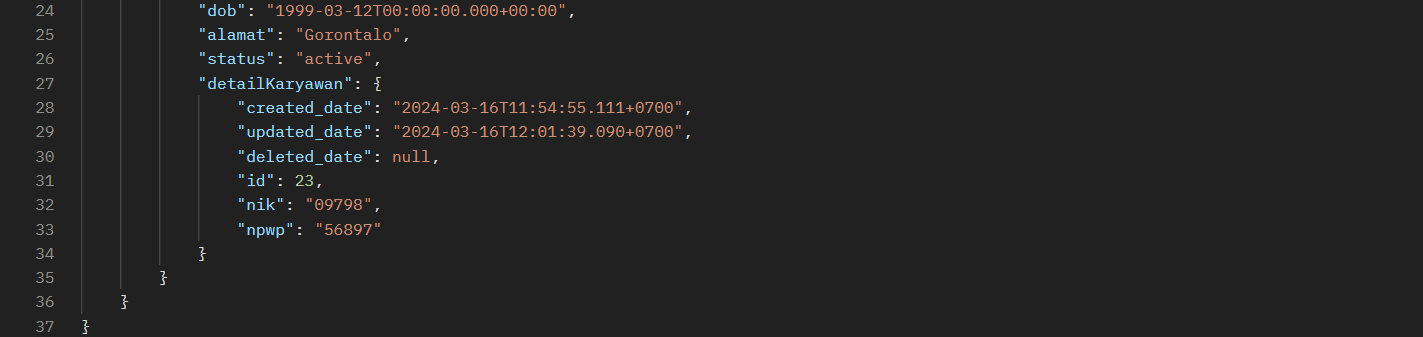 24 "dob": "1999-03-12T00:00:00.000+00:00",
25 "alamat": "Gorontalo",
26 "status": "active",
27 "detailKaryawan": {
28 "created_date": "2024-03-16T11:54:55.111+0700",
29 "updated_date": "2024-03-16T12:01:39.090+0700",
30 "deleted_date": null,
31 "id": 23,
32 "nik": "09798",
33 "npwp": "56897"
34 }
35 }
36 }
37 }